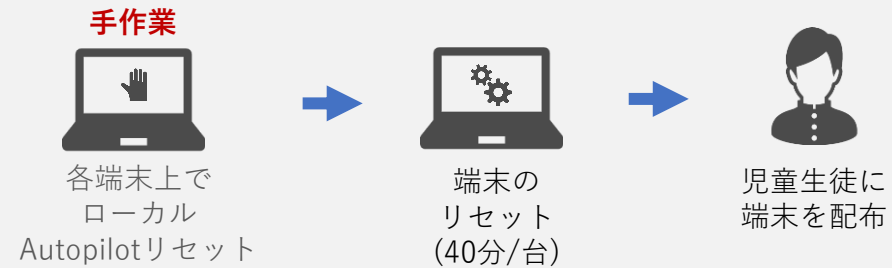 手作業
各端末上で
ローカル
Autopilotリセット
端末の
リセット
(40分/台)
児童生徒に
端末を配布